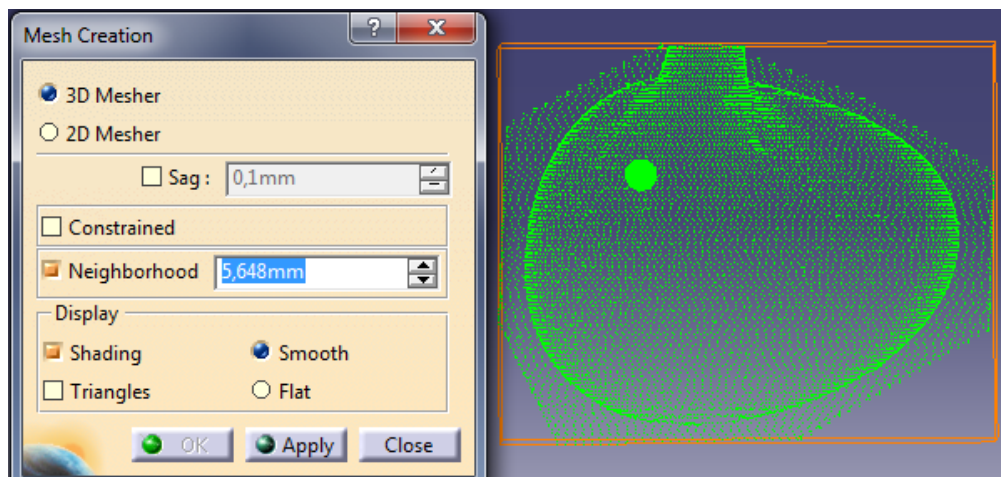 Mesh Creation
? X
3D Mesher
2D Mesher
Sag : 0,1mm
Constrained
Neighborhood 5,648mm
Display
Shading Smooth
Triangles Flat
OK Apply Close